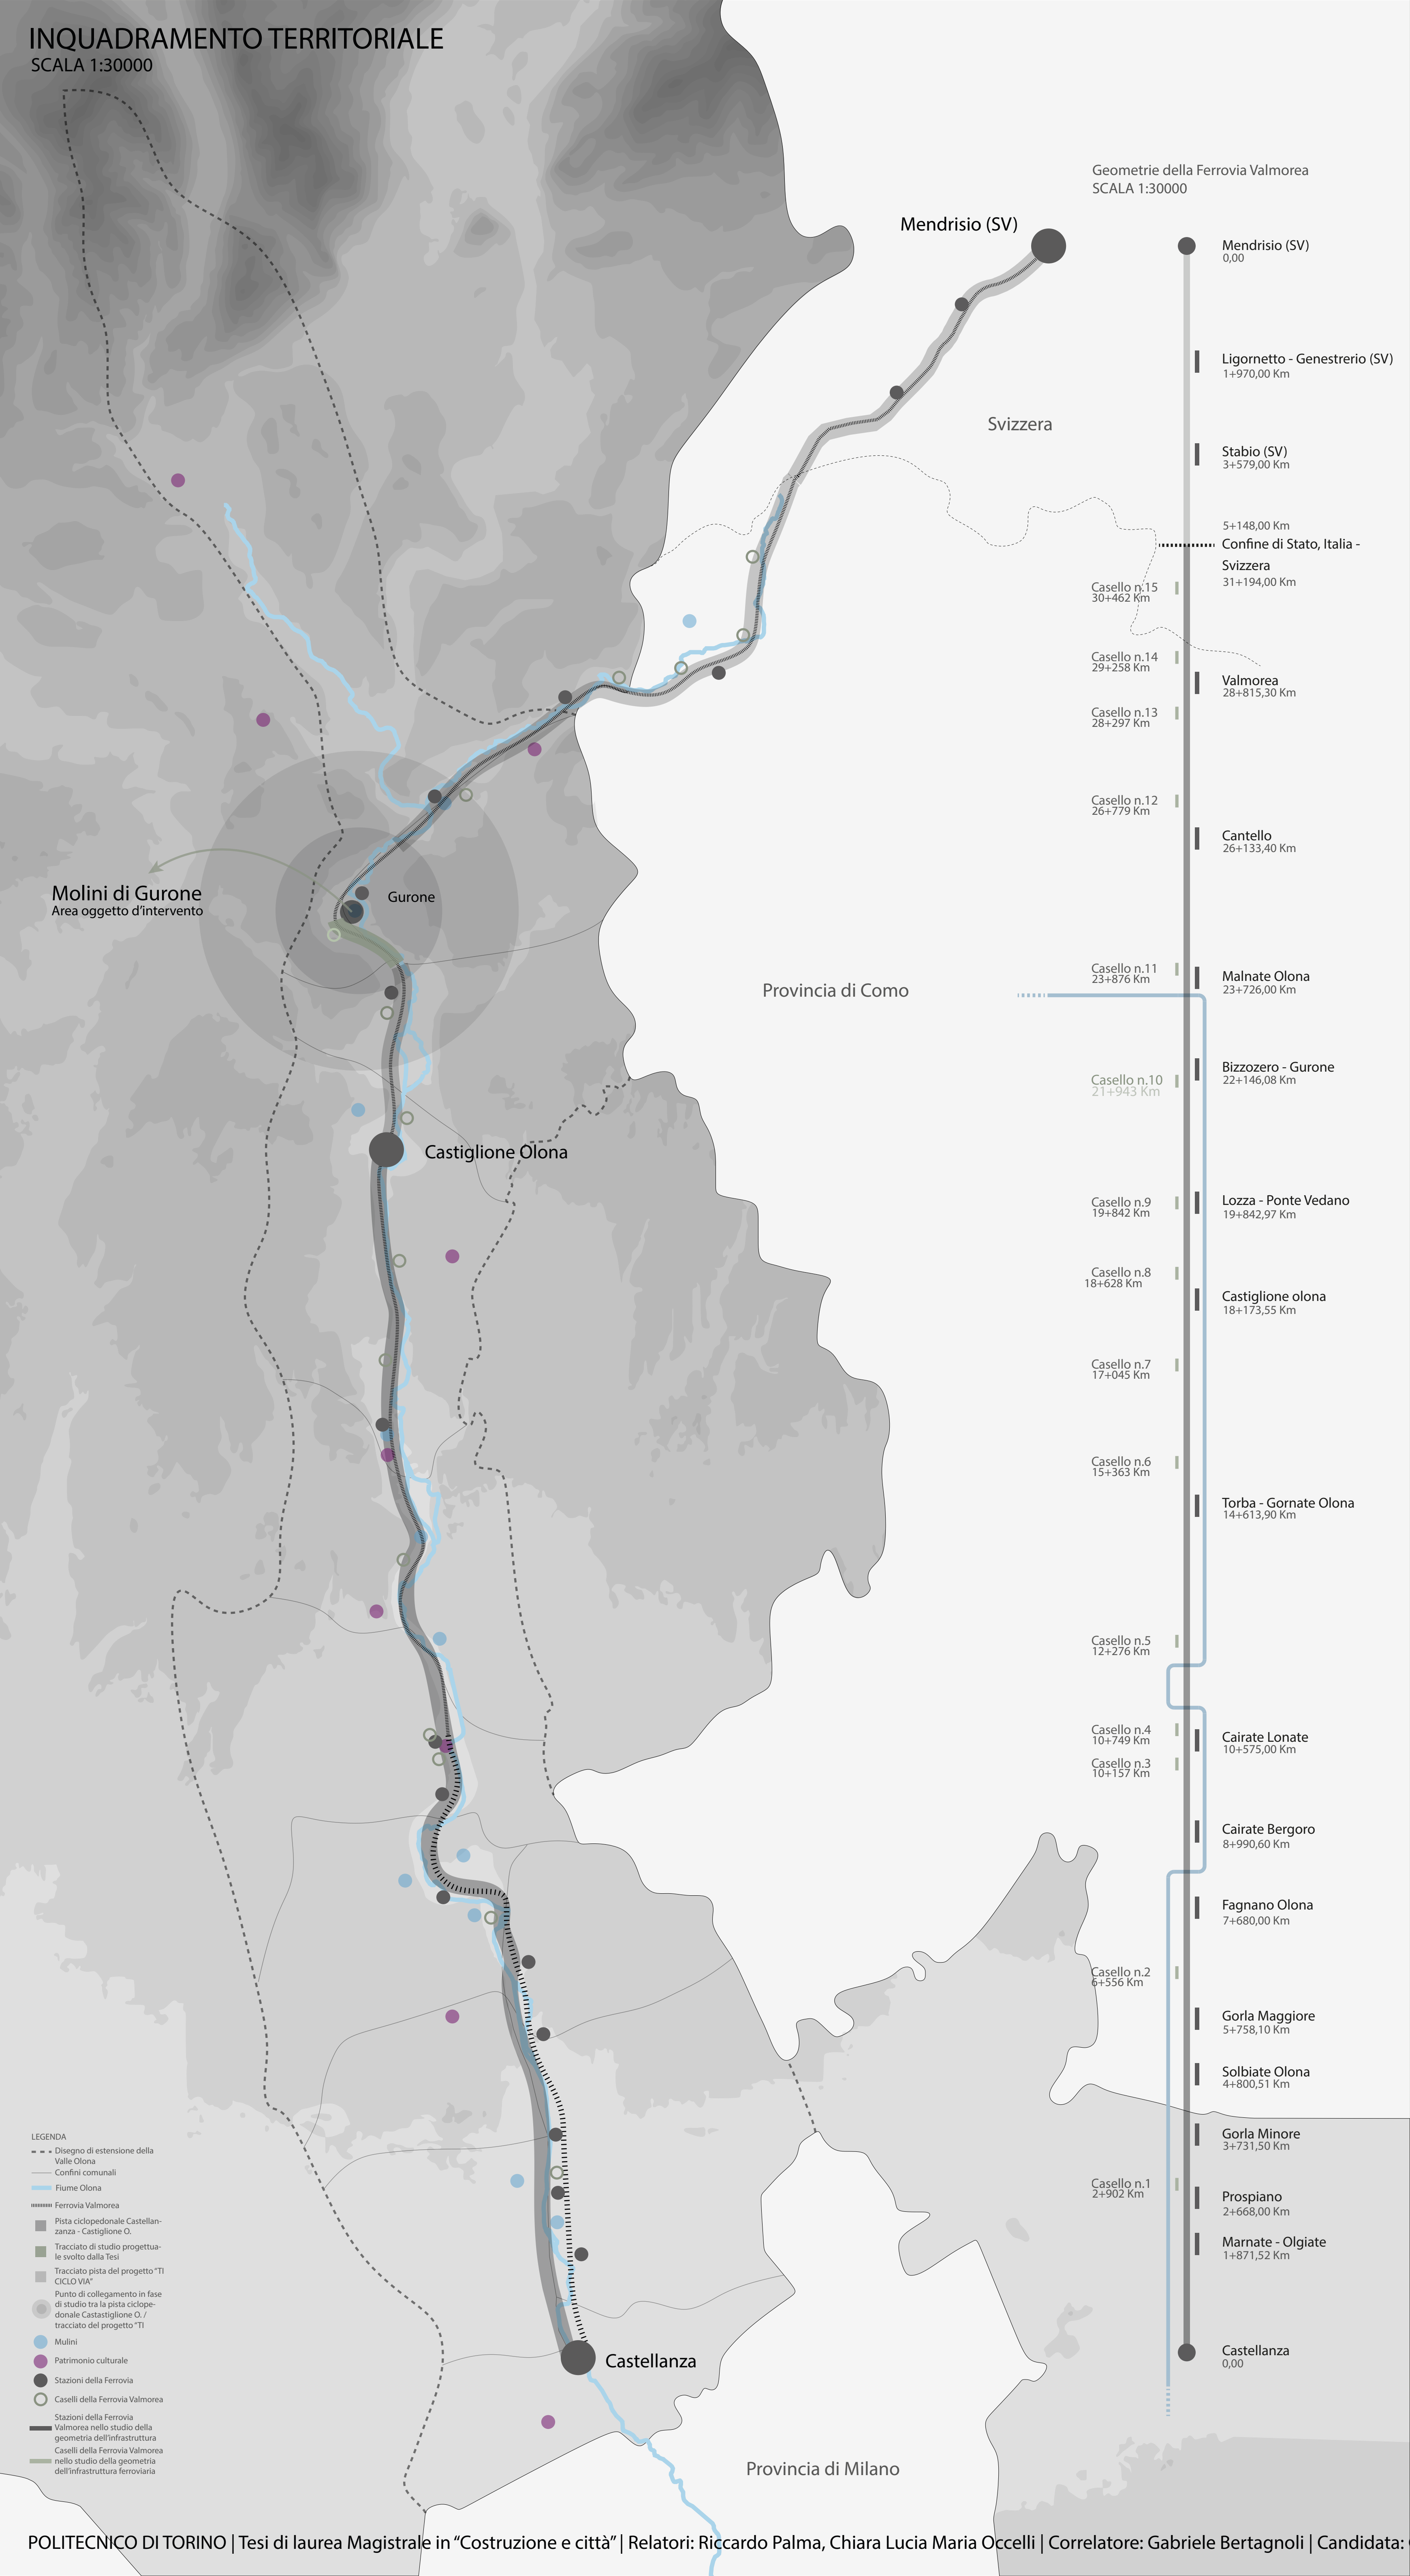 INQUADRAMENTO TERRITORIALE
SCALA 1:30000
Geometrie della Ferrovia Valmorea
SCALA 1:30000
Mendrisio (SV)
Svizzera
Molini di Gurone
Area oggetto d'intervento
Gurone
Provincia di Como
Castiglione Olona
Castellanza
Provincia di Milano
Mendrisio (SV)
0,00
Ligornetto - Genestrerio (SV)
1+970,00 Km
Stabio (SV)
3+579,00 Km
5+148,00 Km
Confine di Stato, Italia -
Svizzera
31+194,00 Km
Casello n.15
30+462 Km
Casello n.14
29+258 Km
Valmorea
28+815,30 Km
Casello n.13
28+297 Km
Casello n.12
26+779 Km
Cantello
26+133,40 Km
Casello n.11
23+876 Km
Malnate Olona
23+726,00 Km
Bizzozero - Gurone
22+146,08 Km
Casello n.10
21+943 Km
Lozza - Ponte Vedano
19+842,97 Km
Casello n.9
19+842 Km
Casello n.8
18+628 Km
Castiglione olona
18+173,55 Km
Casello n.7
17+045 Km
Casello n.6
15+363 Km
Torba - Gornate Olona
14+613,90 Km
Casello n.5
12+276 Km
Casello n.4
10+749 Km
Cairate Lonate
10+575,00 Km
Casello n.3
10+157 Km
Cairate Bergoro
8+990,60 Km
Fagnano Olona
7+680,00 Km
Casello n.2
6+556 Km
Gorla Maggiore
5+758,10 Km
Solbiate Olona
4+800,51 Km
Gorla Minore
3+731,50 Km
Casello n.1
2+902 Km
Prospiano
2+668,00 Km
Marnate - Olgiate
1+871,52 Km
Castellanza
0,00
LEGENDA
Disegno di estensione della
Valle Olona
Confini comunali
Fiume Olona
Ferrovia Valmorea
Pista ciclopedonale Castellan-
zanza - Castiglione O.
Tracciato di studio progettua-
le svolto dalla Tesi
Tracciato pista del progetto "TI
CICLO VIA"
Punto di collegamento in fase
di studio tra la pista ciclope-
donale Castastiglione O. /
tracciato del progetto "TI
Mulini
Patrimonio culturale
Stazioni della Ferrovia
Caselli della Ferrovia Valmorea
Stazioni della Ferrovia
Valmorea nello studio della
geometria dell'infrastruttura
Caselli della Ferrovia Valmorea
nello studio della geometria
dell'infrastruttura ferroviaria
POLITECNICO DI TORINO | Tesi di laurea Magistrale in "Costruzione e città" | Relatori: Riccardo Palma, Chiara Lucia Maria Occelli | Correlatore: Gabriele Bertagnoli | Candidata: